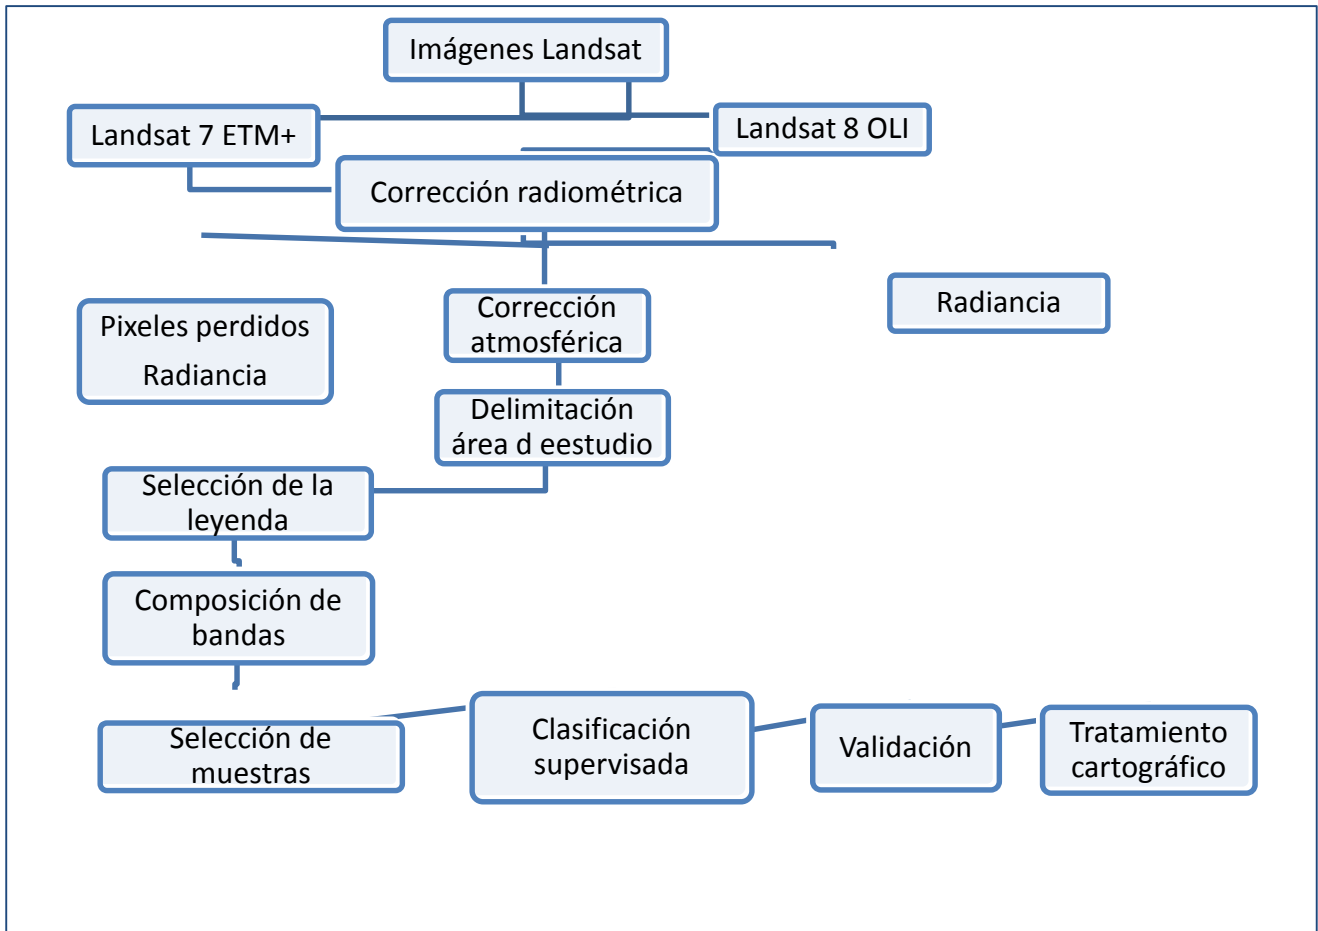 Imágenes Landsat
Landsat 7 ETM+
Landsat 8 OLI
Corrección radiométrica
Pixeles perdidos
Radiancia
Corrección
atmosférica
Radiancia
Delimitación
área d eestudio
Selección de la
leyenda
Composición de
bandas
Selección de
muestras
Clasificación
supervisada
Validación
Tratamiento
cartográfico